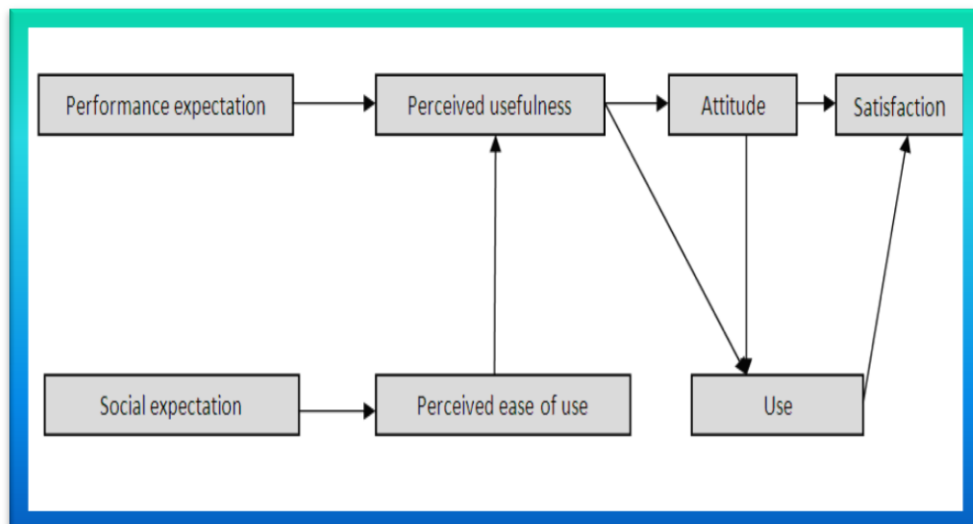 Performance expectation
Perceived usefulness
Attitude
Satisfaction
Social expectation
Perceived ease of use
Use